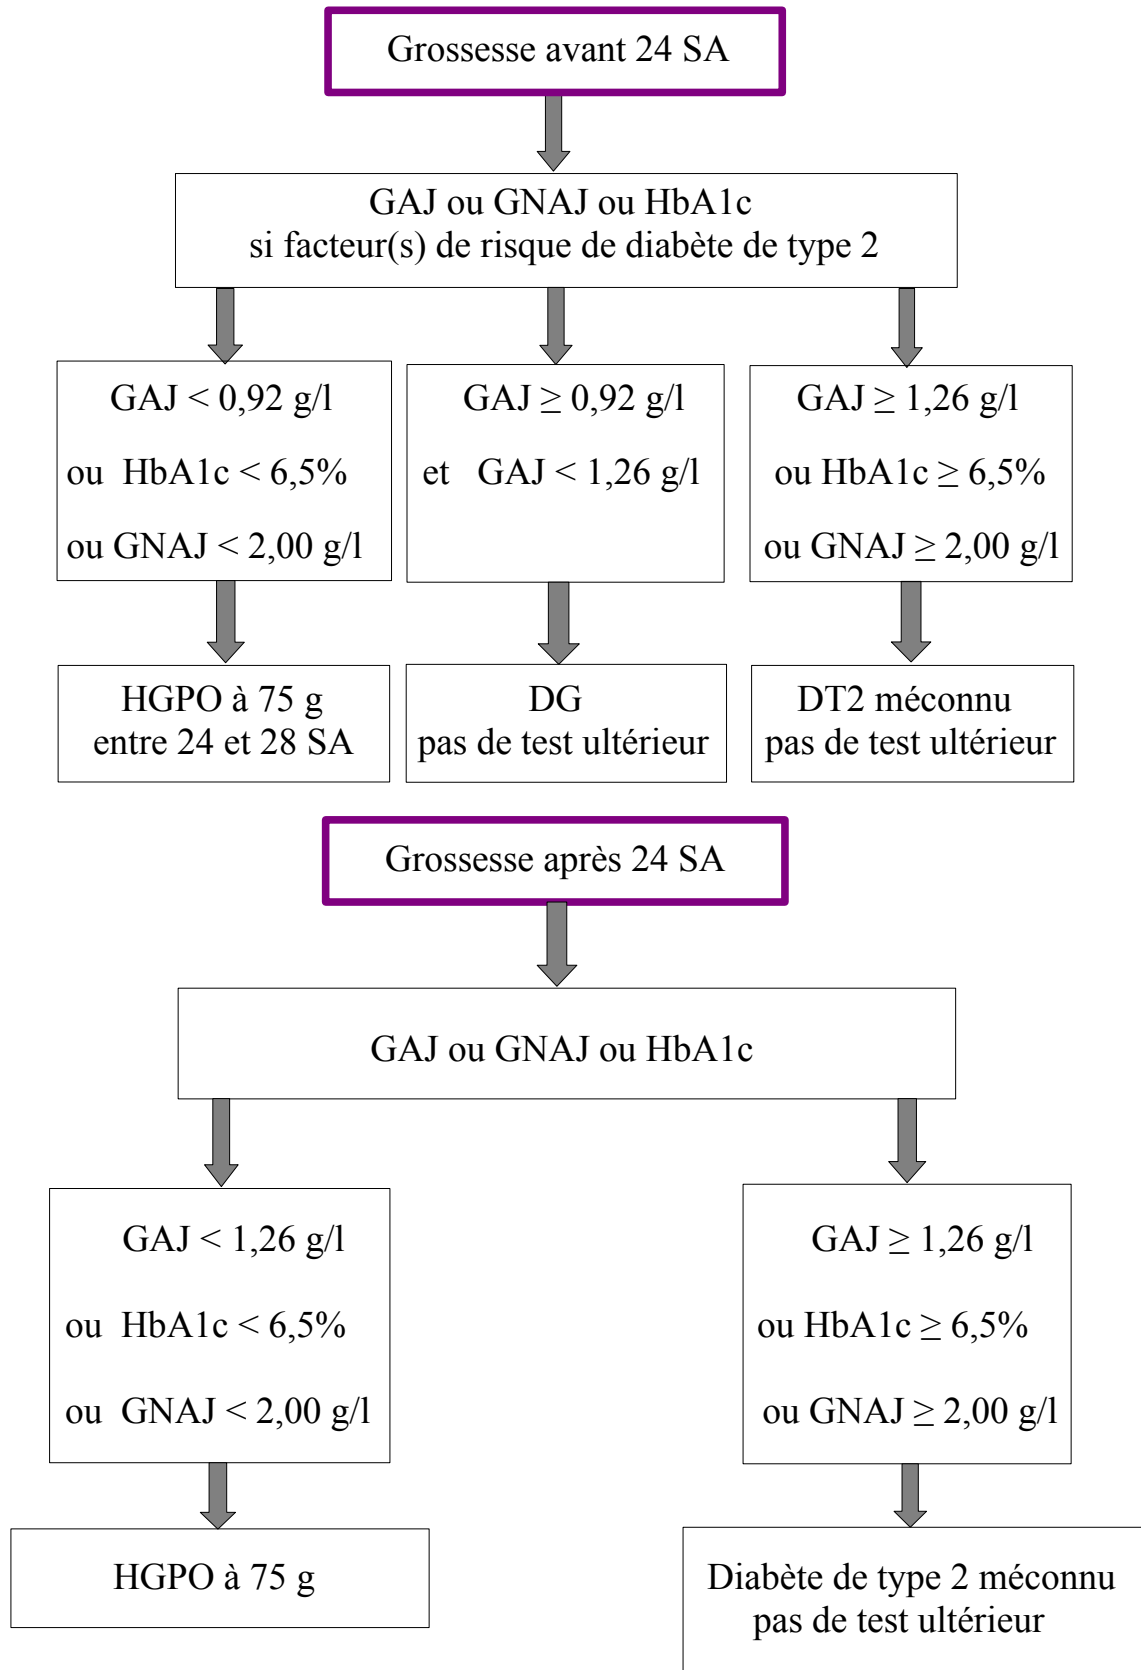 Grossesse avant 24 SA
GAJ ou GNAJ ou HbA1c
si facteur(s) de risque de diabète de type 2
GAJ < 0,92 g/l
ou HbA1c < 6,5%
ou GNAJ < 2,00 g/l
GAJ ≥ 0,92 g/l
et GAJ < 1,26 g/l
GAJ ≥ 1,26 g/l
ou HbA1c ≥ 6,5%
ou GNAJ ≥ 2,00 g/l
HGPO à 75 g
entre 24 et 28 SA
DG
pas de test ultérieur
DT2 méconnu
pas de test ultérieur
Grossesse après 24 SA
GAJ ou GNAJ ou HbA1c
GAJ < 1,26 g/l
ou HbA1c < 6,5%
ou GNAJ < 2,00 g/l
GAJ ≥ 1,26 g/l
ou HbA1c ≥ 6,5%
ou GNAJ ≥ 2,00 g/l
HGPO à 75 g
Diabète de type 2 méconnu
pas de test ultérieur